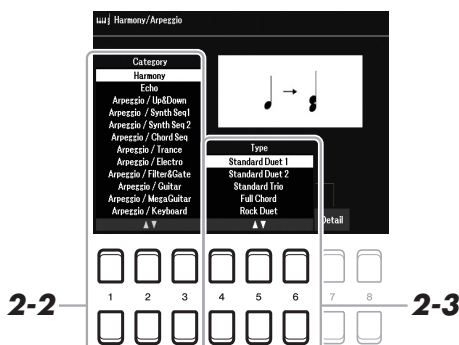 Harmony/Arpeggio
Category
Harmony
Echo
Arpeggio / Up&Down
Arpeggio / Synth Seq1
Arpeggio / Synth Seq 2
Arpeggio / Chord Seq
Arpeggio / Trance
Arpeggio / Electro
Arpeggio / Filter&Gate
Arpeggio / Guitar
Arpeggio / MegaGuitar
Arpeggio / Keyboard
Type
Standard Duet 1
Standard Duet 2
Standard Trio
Full Chord
Rock Duet
Detail
2-2
1 2 3 4 5 6 7 8
2-3